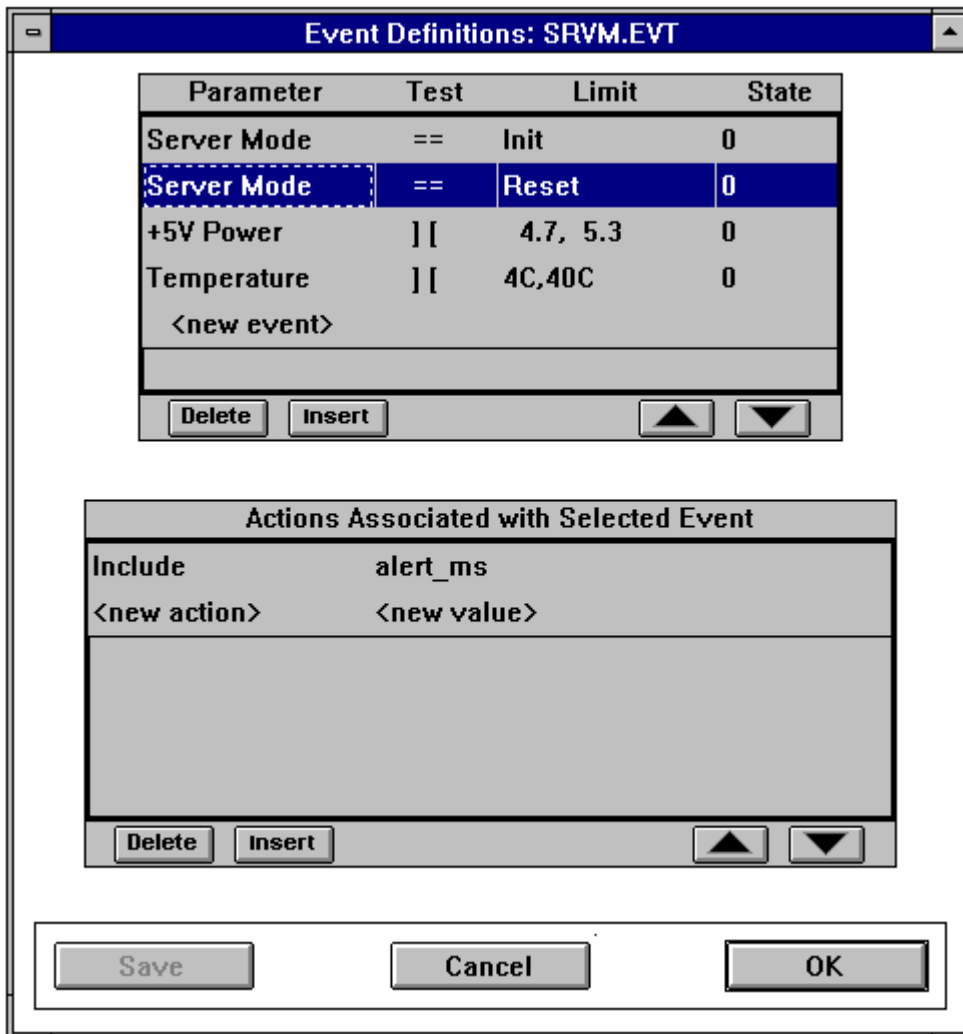 Event Definitions: SRVM.EVT
Parameter Test Limit State
Server Mode == Init 0
Server Mode == Reset 0
+5V Power ] [ 4.7, 5.3 0
Temperature ] [ 4C,40C 0
<new event>
Delete Insert
Actions Associated with Selected Event
Include alert_ms
<new action> <new value>
Delete Insert
Save Cancel OK